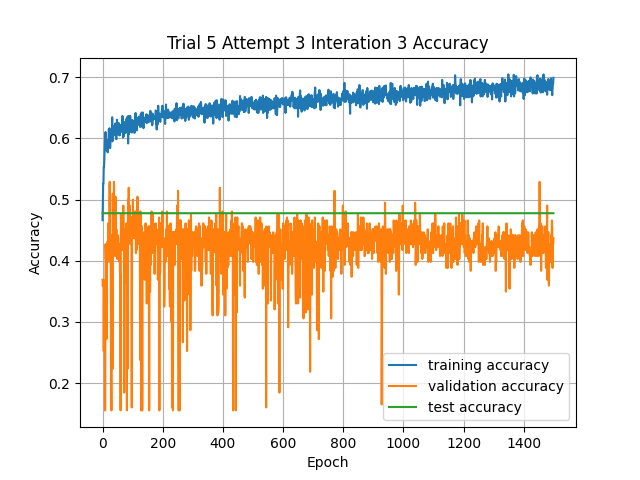 Trial 5 Attempt 3 Interation 3 Accuracy
0.7
0.6
0.5
0.4
0.3
0.2
Accuracy
training accuracy
validation accuracy
test accuracy
0 200 400 600 800 1000 1200 1400
Epoch